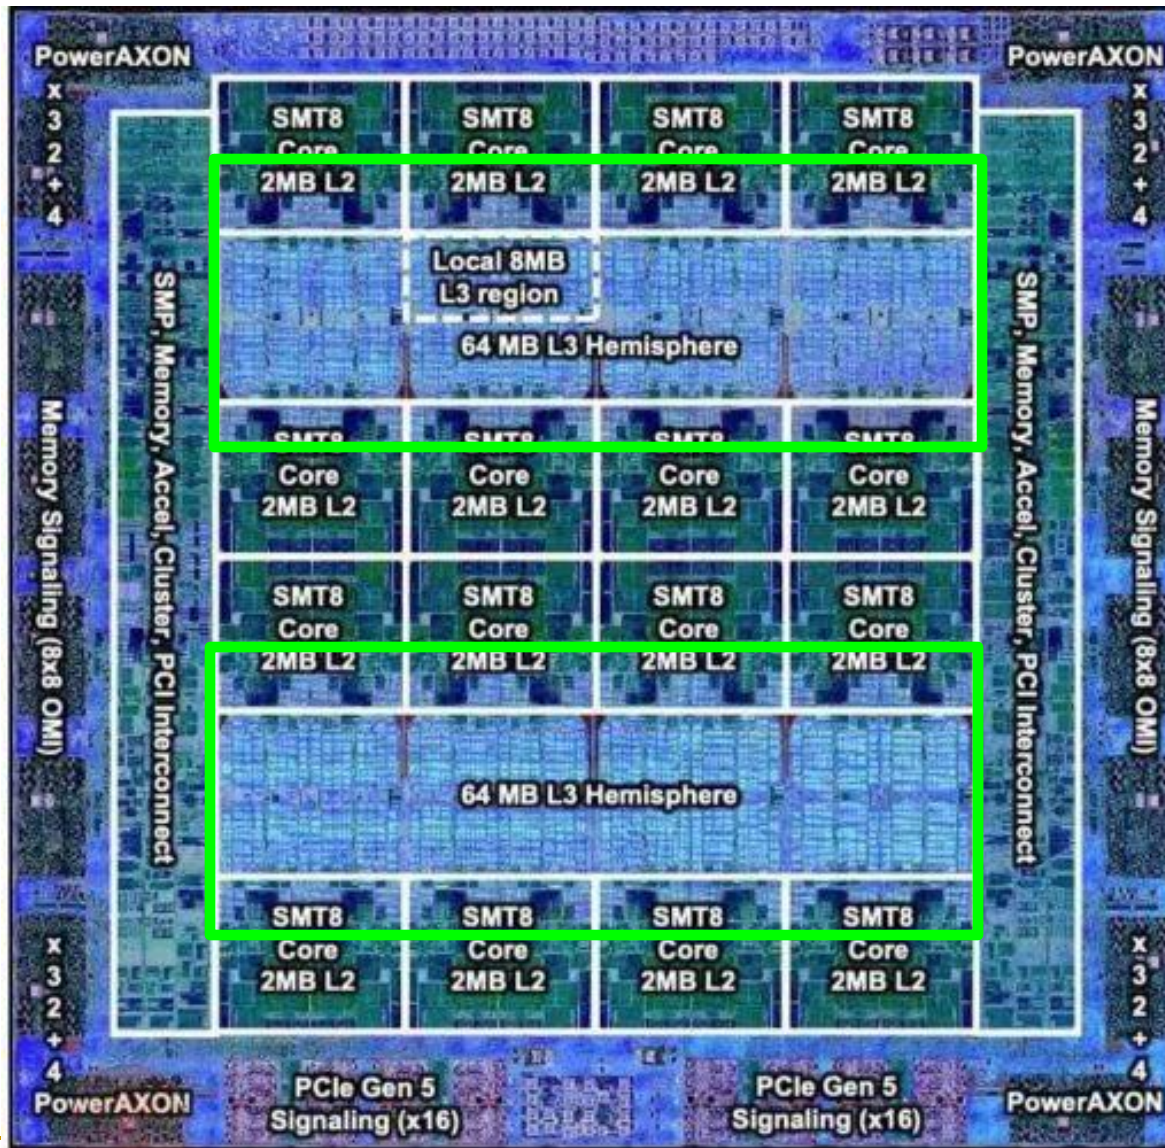 PowerAXON
PowerAXON
x
3
2
+
4
x
3
2
+
4
SMT8
Core
2MB L2
SMT8
Core
2MB L2
SMT8
Core
2MB L2
SMT8
Core
2MB L2
Local 8MB
L3 region
64 MB L3 Hemisphere
SMP, Memory, Accel, Cluster, PCI Interconnect
SMP, Memory, Accel, Cluster, PCI Interconnect
Memory Signaling (8x8 OMI)
Memory Signaling (8x8 OMI)
SMT8
Core
2MB L2
SMT8
Core
2MB L2
SMT8
Core
2MB L2
SMT8
Core
2MB L2
SMT8
Core
2MB L2
SMT8
Core
2MB L2
SMT8
Core
2MB L2
SMT8
Core
2MB L2
64 MB L3 Hemisphere
SMT8
Core
2MB L2
SMT8
Core
2MB L2
SMT8
Core
2MB L2
SMT8
Core
2MB L2
x
3
2
+
4
x
3
2
+
4
PowerAXON
PCIe Gen 5
Signaling (x16)
PCIe Gen 5
Signaling (x16)
PowerAXON